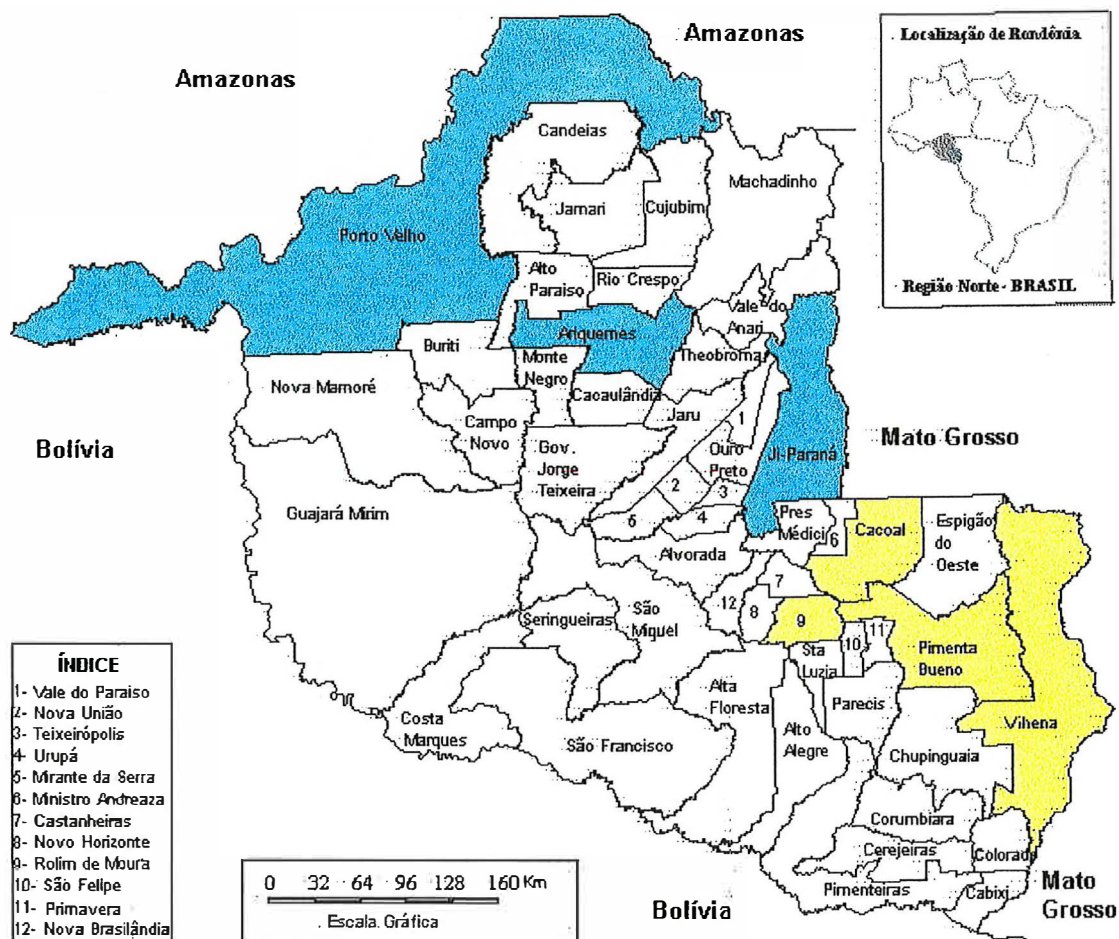 Amazonas
Amazonas
Localização de Rondônia
Região Norte - BRASIL
Candeias
Machadinho
Jamari
Cujubim
Porto Velho
Alto
Paraiso
Rio Crespo
Vale do
Anari
Ariquemes
Buriti
Monte
Negro
Theobroma
Nova Mamoré
Cacaulândia
Jaru
1
Campo
Novo
Bolívia
Mato Grosso
Gov.
Jorge
Teixeira
Ouro
Preto
Ji-Paraná
2
3
Guajará Mirim
5
4
Pres
Médici
6
Cacoal
Espigão
do
Oeste
Alvorada
7
12
8
9
São
Miguel
Seringueiras
10
11
Sta
Luzia
Pimenta
Bueno
Alta
Floresta
Parecis
Costa
Marques
São Francisco
Alto
Alegre
Vihena
Chupinguaia
Corumbiara
Cerejeiras
Colorad
Pimenteiras
Cabixi
Mato
Grosso
Bolívia
ÍNDICE
1- Vale do Paraiso
2- Nova União
3- Teixeirópolis
4- Urupá
5- Mirante da Serra
6- Ministro Andreaza
7- Castanheiras
8- Novo Horizonte
9- Rolim de Moura
10- São Felipe
11- Primavera
12- Nova Brasilândia
0 32 64 96 128 160 Km
Escala Gráfica